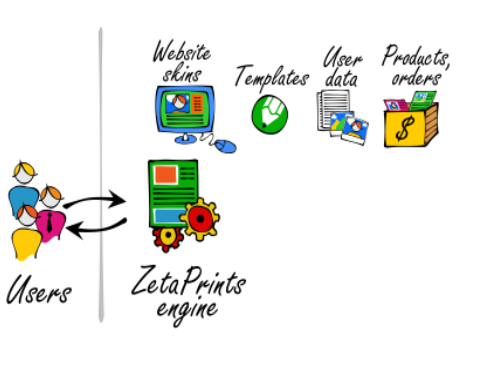 Website
skins
Templates
User
data
Products,
orders
$
Users
ZetaPrints
engine